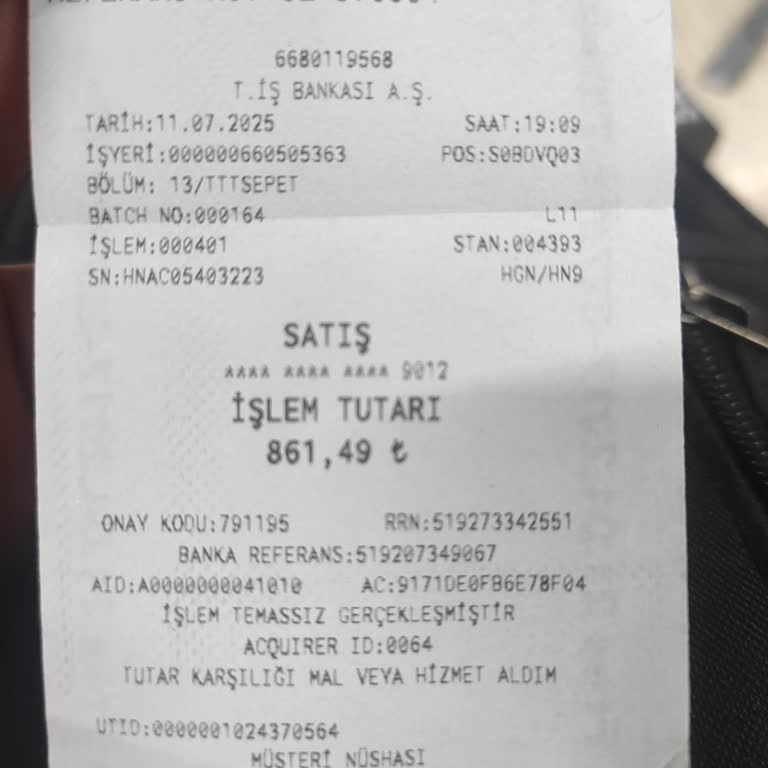 6680119568
T.İŞ BANKASI A.Ş.
TARİH:11.07.2025 SAAT:19:09
İŞYERİ:000000660505363 POS:S0BDVQ03
BÖLÜM: 13/TTTSEPET
BATCH NO:000164 L11
İŞLEM:000401 STAN:004393
SN:HNAC05403223 HGN/HN9
SATIŞ
**** **** **** 9012
İŞLEM TUTARI
861,49 ₺
ONAY KODU:791195 RRN:519273342551
BANKA REFERANS:519207349067
AID:A0000000041010 AC:9171DE0FB6E78F04
İŞLEM TEMASSIZ GERÇEKLEŞMİŞTİR
ACQUIRER ID:0064
TUTAR KARŞILIĞI MAL VEYA HİZMET ALDIM
UTID:0000001024370564
MÜŞTERİ NÜSHASI